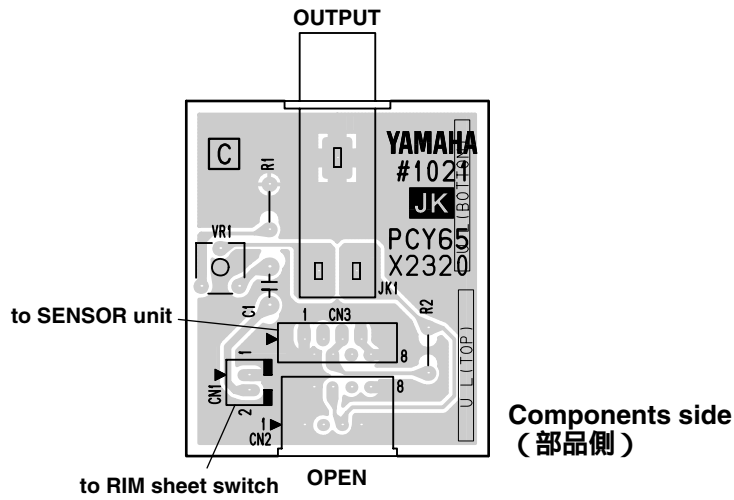 OUTPUT
C
R1
YAMAHA
#1021
JK
U L(BOTTOM)
PCY65
X2320
VR1
JK1
C1
to SENSOR unit
1 CN3
8
R2
U L(TOP)
CN1
1
2
8
1
CN2
Components side
（部品側）
to RIM sheet switch
OPEN